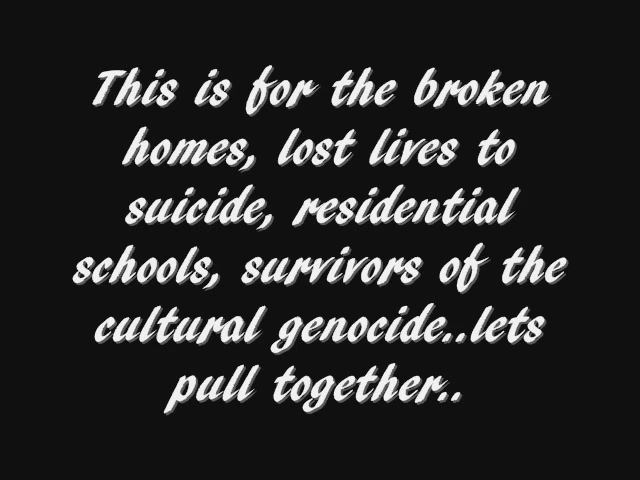 This is for the broken
homes, lost lives to
suicide, residential
schools, survivors of the
cultural genocide..lets
pull together..